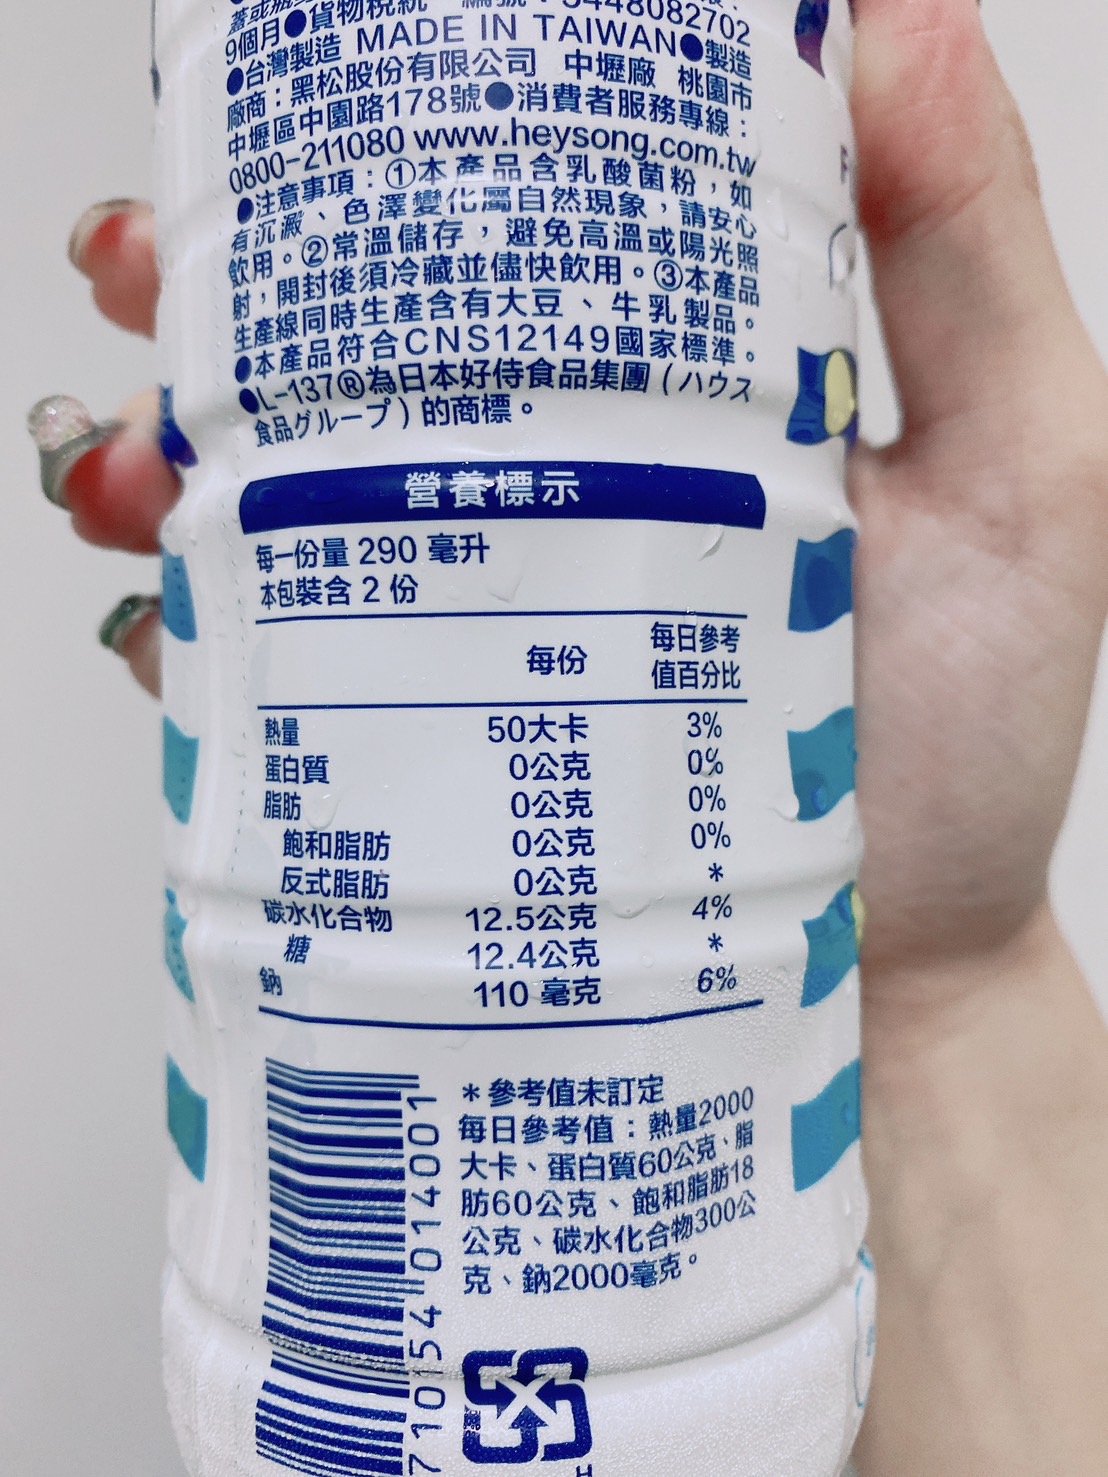 9個月●貨物稅統一編號：3448082702
●台灣製造 MADE IN TAIWAN●製造
廠商：黑松股份有限公司 中壢廠 桃園市
中壢區中園路178號●消費者服務專線：
0800-211080 www.heysong.com.tw
●注意事項：①本產品含乳酸菌粉，如
有沉澱、色澤變化屬自然現象，請安心
飲用。②常溫儲存，避免高溫或陽光照
射，開封後須冷藏並儘快飲用。③本產品
生產線同時生產含有大豆、牛乳製品。
●本產品符合CNS12149國家標準。
●L-137®為日本好侍食品集團（ハウス
食品グループ）的商標。
營養標示
每一份量 290 毫升
本包裝含 2 份
每份 每日參考
值百分比
熱量 50大卡 3%
蛋白質 0公克 0%
脂肪 0公克 0%
飽和脂肪 0公克 0%
反式脂肪 0公克 *
碳水化合物 12.5公克 4%
糖 12.4公克 *
鈉 110 毫克 6%
*參考值未訂定
每日參考值：熱量2000
大卡、蛋白質60公克、脂
肪60公克、飽和脂肪18
公克、碳水化合物300公
克、鈉2000毫克。
710154 014001